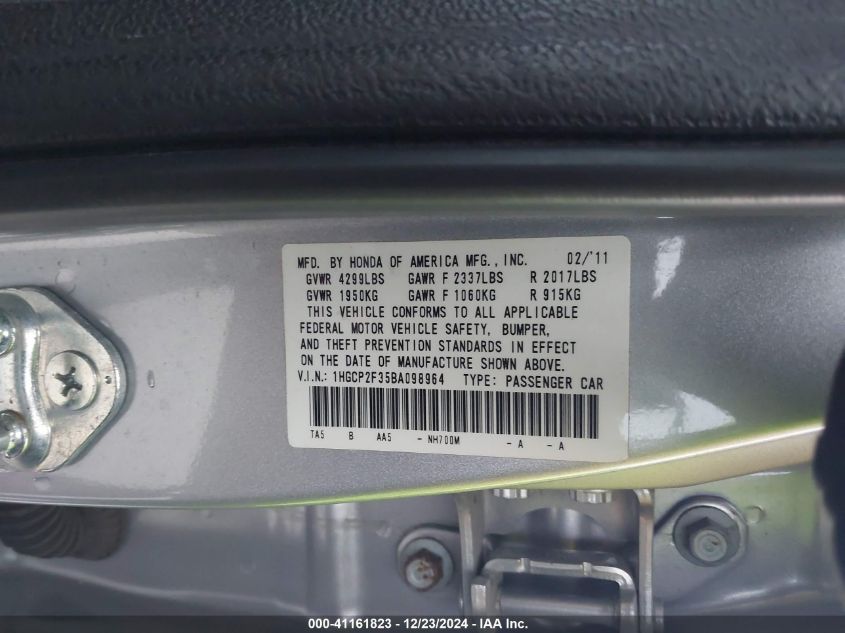 MFD. BY HONDA OF AMERICA MFG., INC. 02/'11
GVWR 4299LBS GAWR F 2337LBS R 2017LBS
GVWR 1950KG GAWR F 1060KG R 915KG
THIS VEHICLE CONFORMS TO ALL APPLICABLE
FEDERAL MOTOR VEHICLE SAFETY, BUMPER,
AND THEFT PREVENTION STANDARDS IN EFFECT
ON THE DATE OF MANUFACTURE SHOWN ABOVE.
V.I.N.: 1HGCP2F35BA098964 TYPE: PASSENGER CAR
TA5 B AA5 - NH700M - A - A
000-41161823 - 12/23/2024 - IAA Inc.